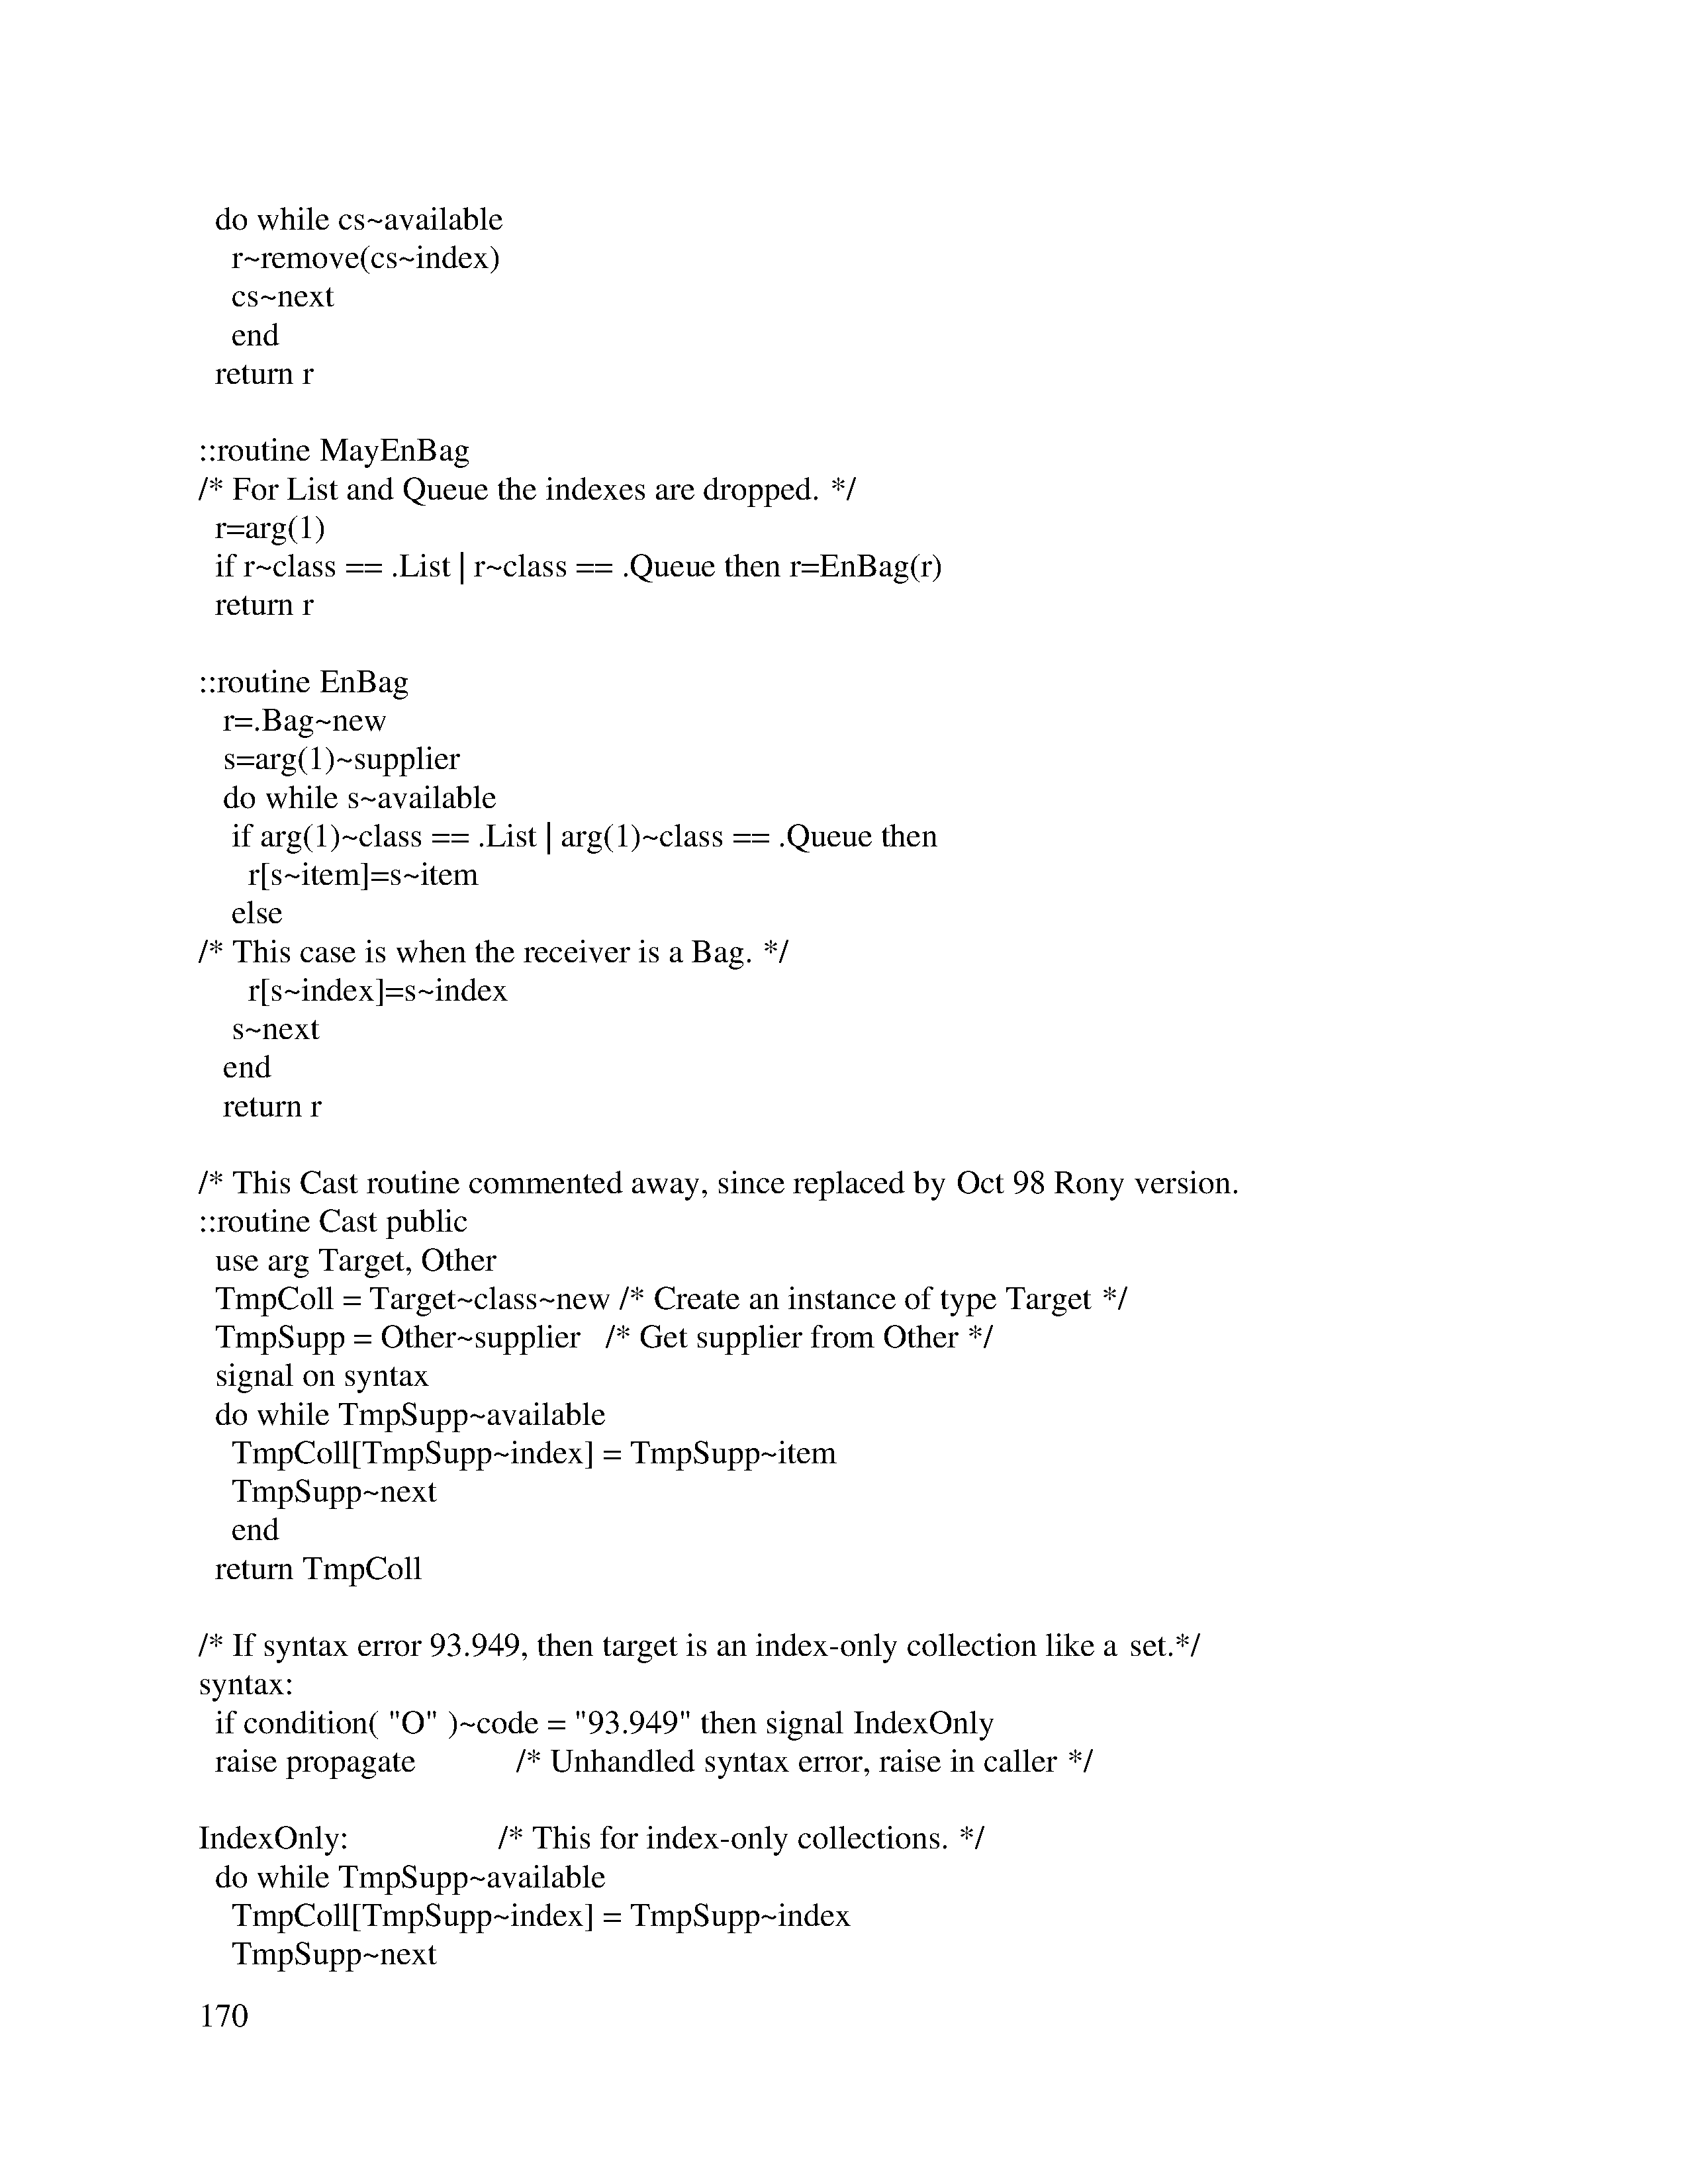 do while cs~available
r~remove(cs~index)
cs~next
end
return r
::routine MayEnBag
/* For List and Queue the indexes are dropped. */
r=arg(1)
if r~class == .List | r~class == .Queue then r=EnBag(r)
return r
::routine EnBag
r=.Bag~new
s=arg(1)~supplier
do while s~available
if arg(1)~class == .List | arg(1)~class == .Queue then
r[s~item]=s~item
else
/* This case is when the receiver is a Bag. */
r[s~index]=s~index
s~next
end
return r
/* This Cast routine commented away, since replaced by Oct 98 Rony version.
::routine Cast public
use arg Target, Other
TmpColl = Target~class~new /* Create an instance of type Target */
TmpSupp = Other~supplier /* Get supplier from Other */
signal on syntax
do while TmpSupp~available
TmpColl[TmpSupp~index] = TmpSupp~item
TmpSupp~next
end
return TmpColl
/* If syntax error 93.949, then target is an index-only collection like a set.*/
syntax:
if condition( "O" )~code = "93.949" then signal IndexOnly
raise propagate /* Unhandled syntax error, raise in caller */
IndexOnly: /* This for index-only collections. */
do while TmpSupp~available
TmpColl[TmpSupp~index] = TmpSupp~index
TmpSupp~next
170